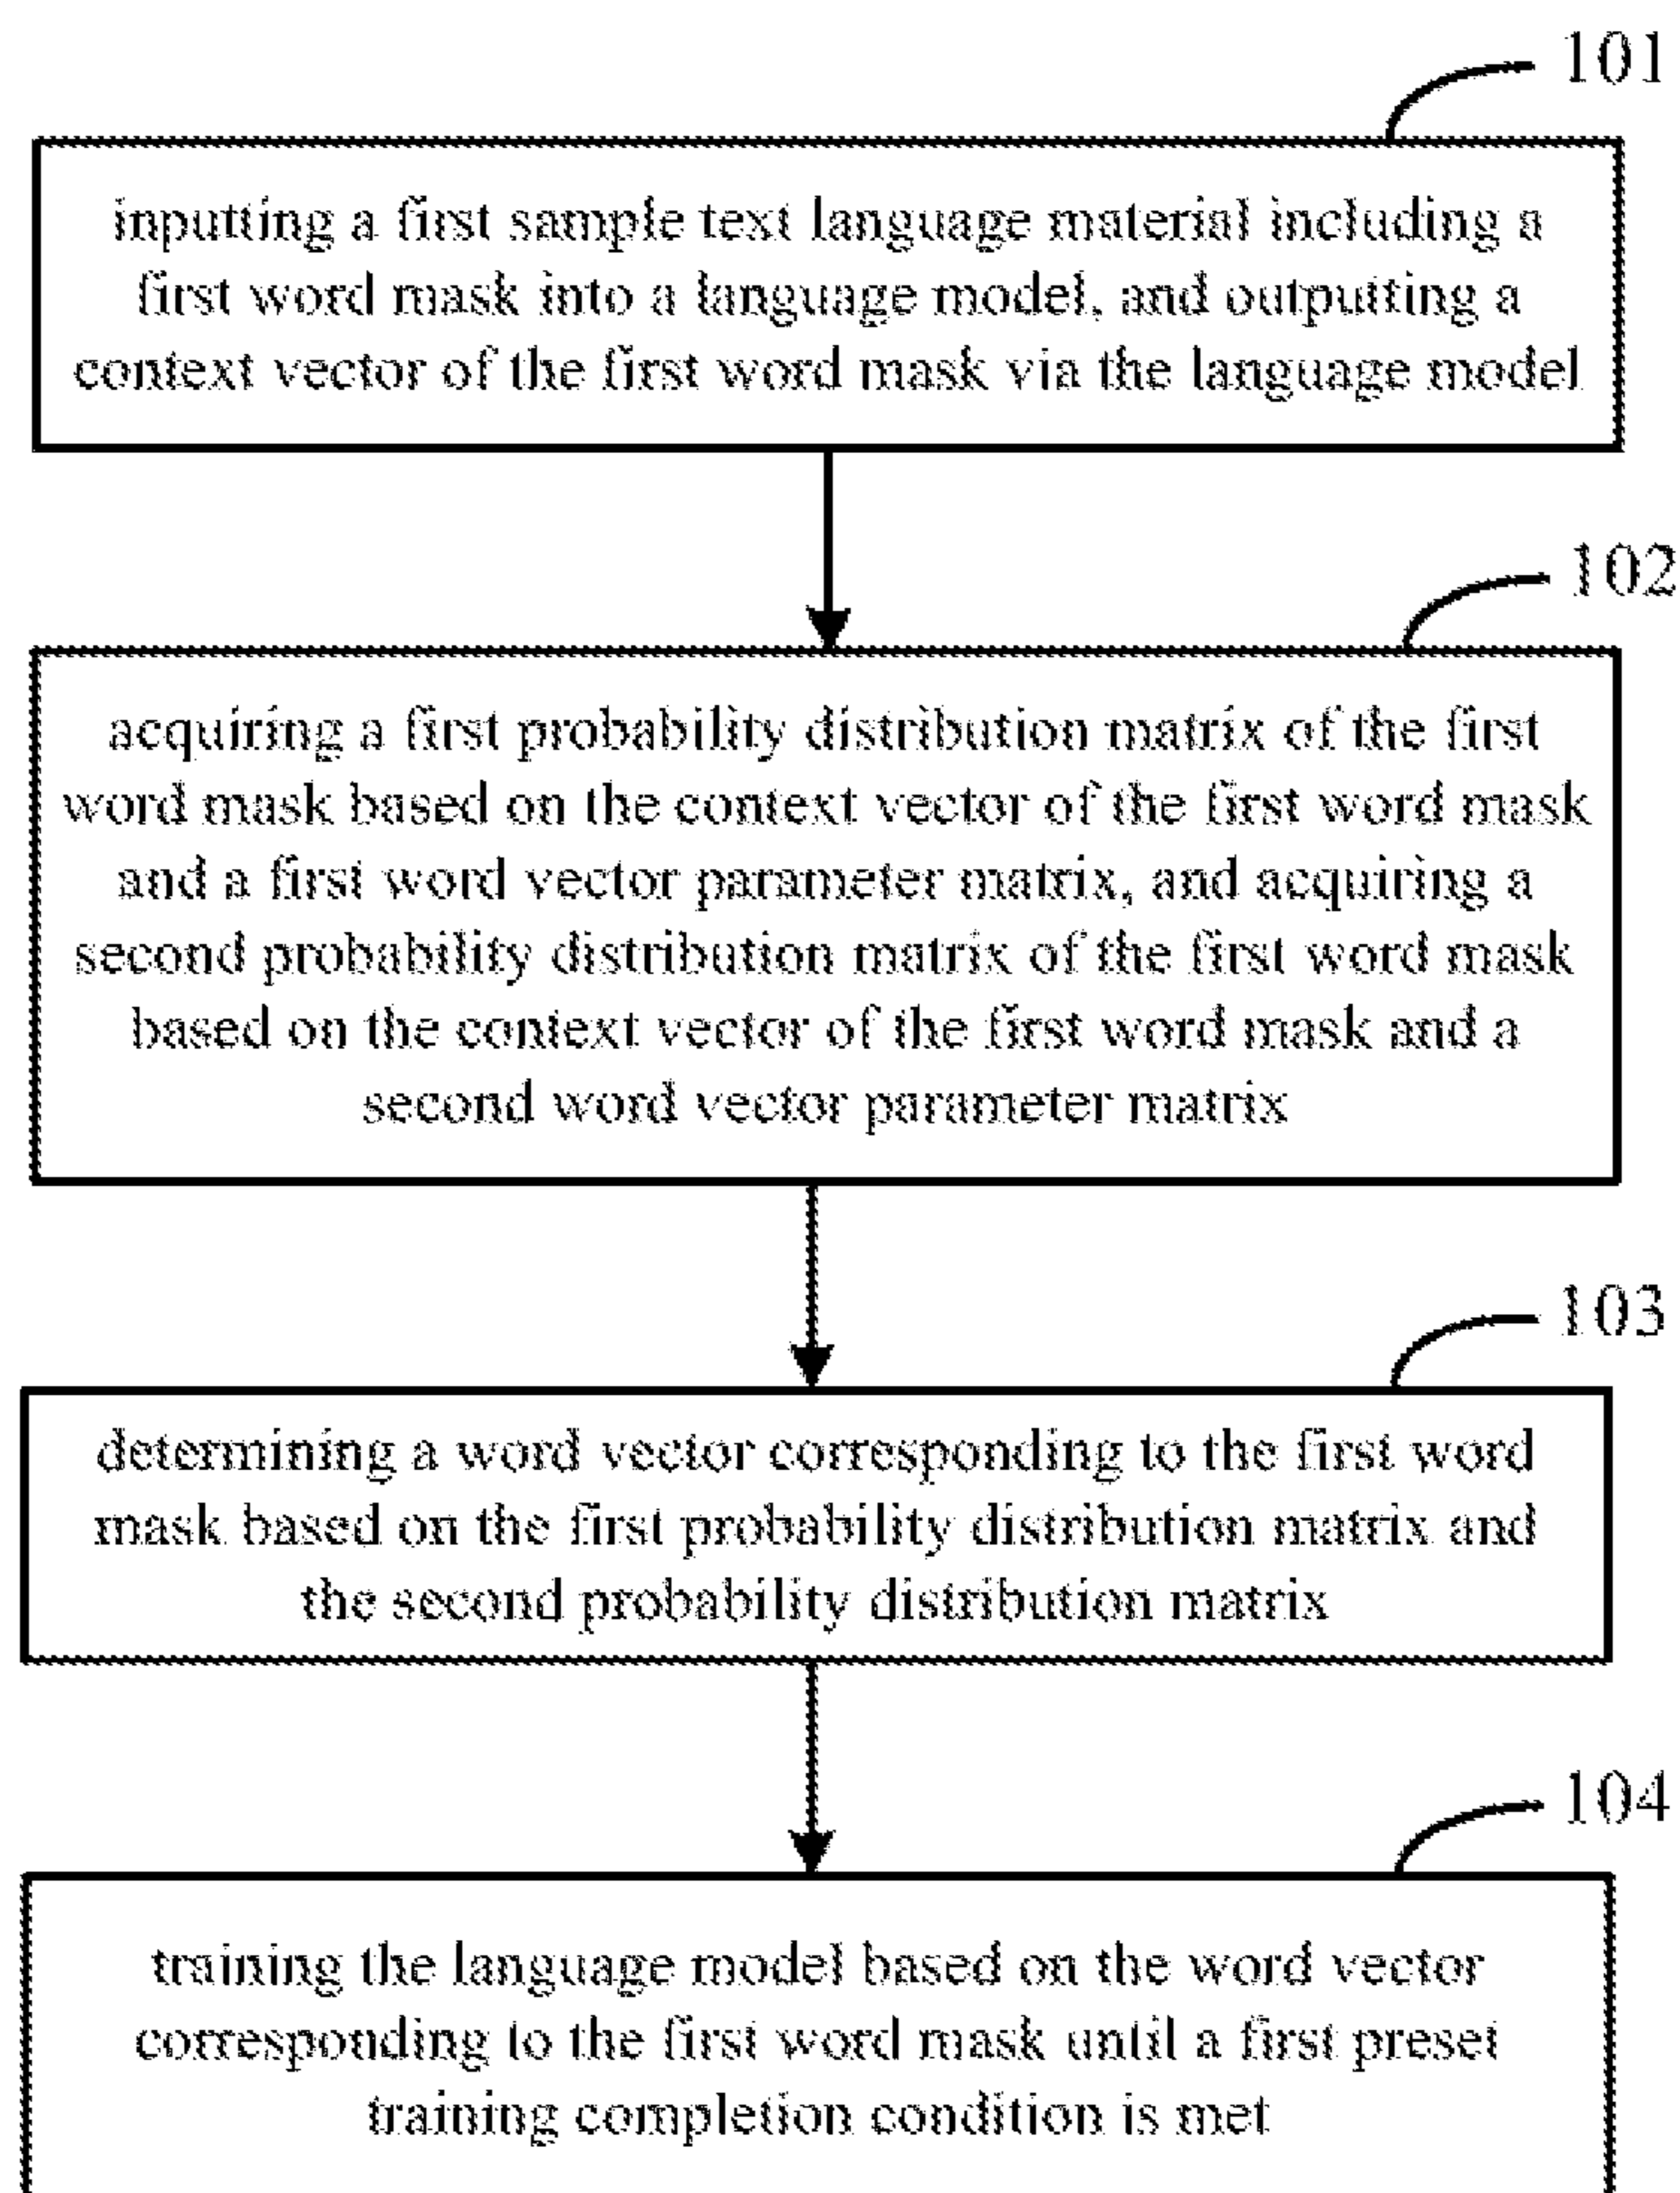 101
inputting a first sample text language material including a
first word mask into a language model, and outputting a
context vector of the first word mask via the language model
102
acquiring a first probability distribution matrix of the first
word mask based on the context vector of the first word mask
and a first word vector parameter matrix, and acquiring a
second probability distribution matrix of the first word mask
based on the context vector of the first word mask and a
second word vector parameter matrix
103
determining a word vector corresponding to the first word
mask based on the first probability distribution matrix and
the second probability distribution matrix
104
training the language model based on the word vector
corresponding to the first word mask until a first preset
training completion condition is met